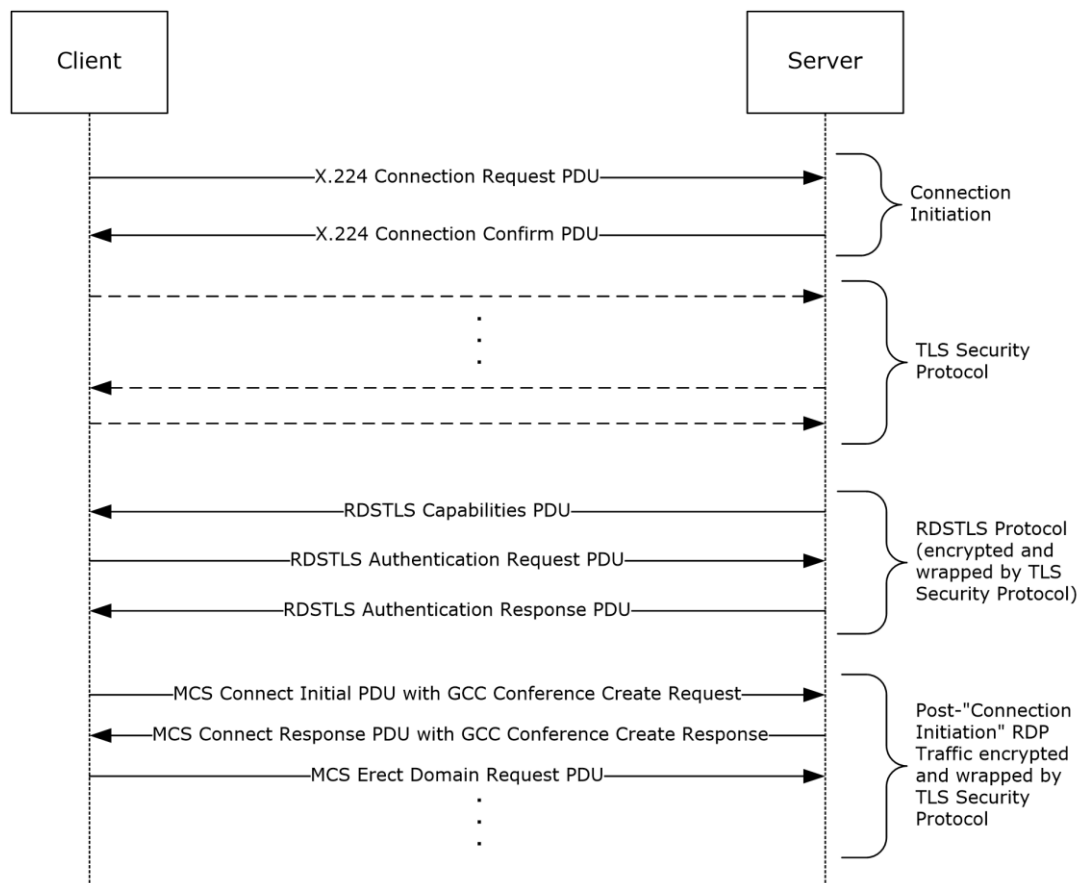 Client
Server
X.224 Connection Request PDU
X.224 Connection Confirm PDU
Connection
Initiation
TLS Security
Protocol
RDSTLS Capabilities PDU
RDSTLS Authentication Request PDU
RDSTLS Authentication Response PDU
RDSTLS Protocol
(encrypted and
wrapped by TLS
Security Protocol)
MCS Connect Initial PDU with GCC Conference Create Request
MCS Connect Response PDU with GCC Conference Create Response
MCS Erect Domain Request PDU
Post-"Connection
Initiation" RDP
Traffic encrypted
and wrapped by
TLS Security
Protocol